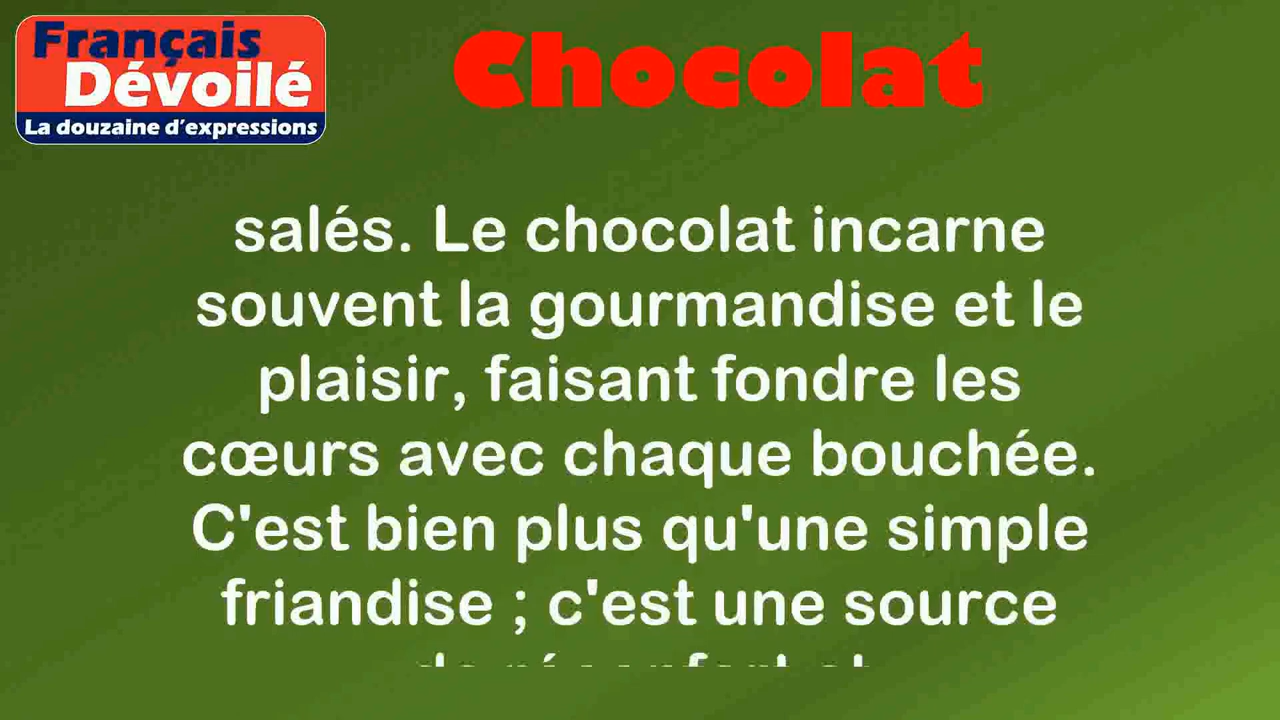 Français
Dévoilé
La douzaine d'expressions
Chocolat
salés. Le chocolat incarne
souvent la gourmandise et le
plaisir, faisant fondre les
cœurs avec chaque bouchée.
C'est bien plus qu'une simple
friandise ; c'est une source